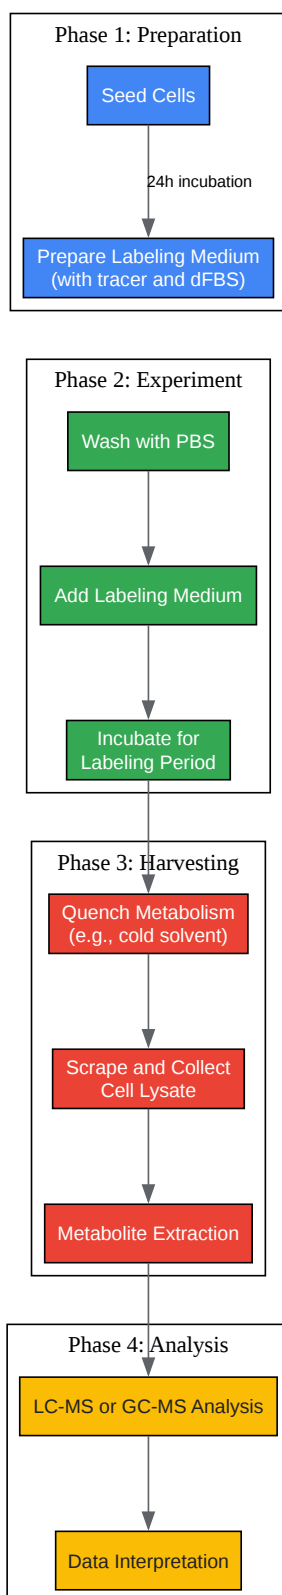 Phase 1: Preparation
Seed Cells
24h incubation
Prepare Labeling Medium
(with tracer and dFBS)
Phase 2: Experiment
Wash with PBS
Add Labeling Medium
Incubate for
Labeling Period
Phase 3: Harvesting
Quench Metabolism
(e.g., cold solvent)
Scrape and Collect
Cell Lysate
Metabolite Extraction
Phase 4: Analysis
LC-MS or GC-MS Analysis
Data Interpretation